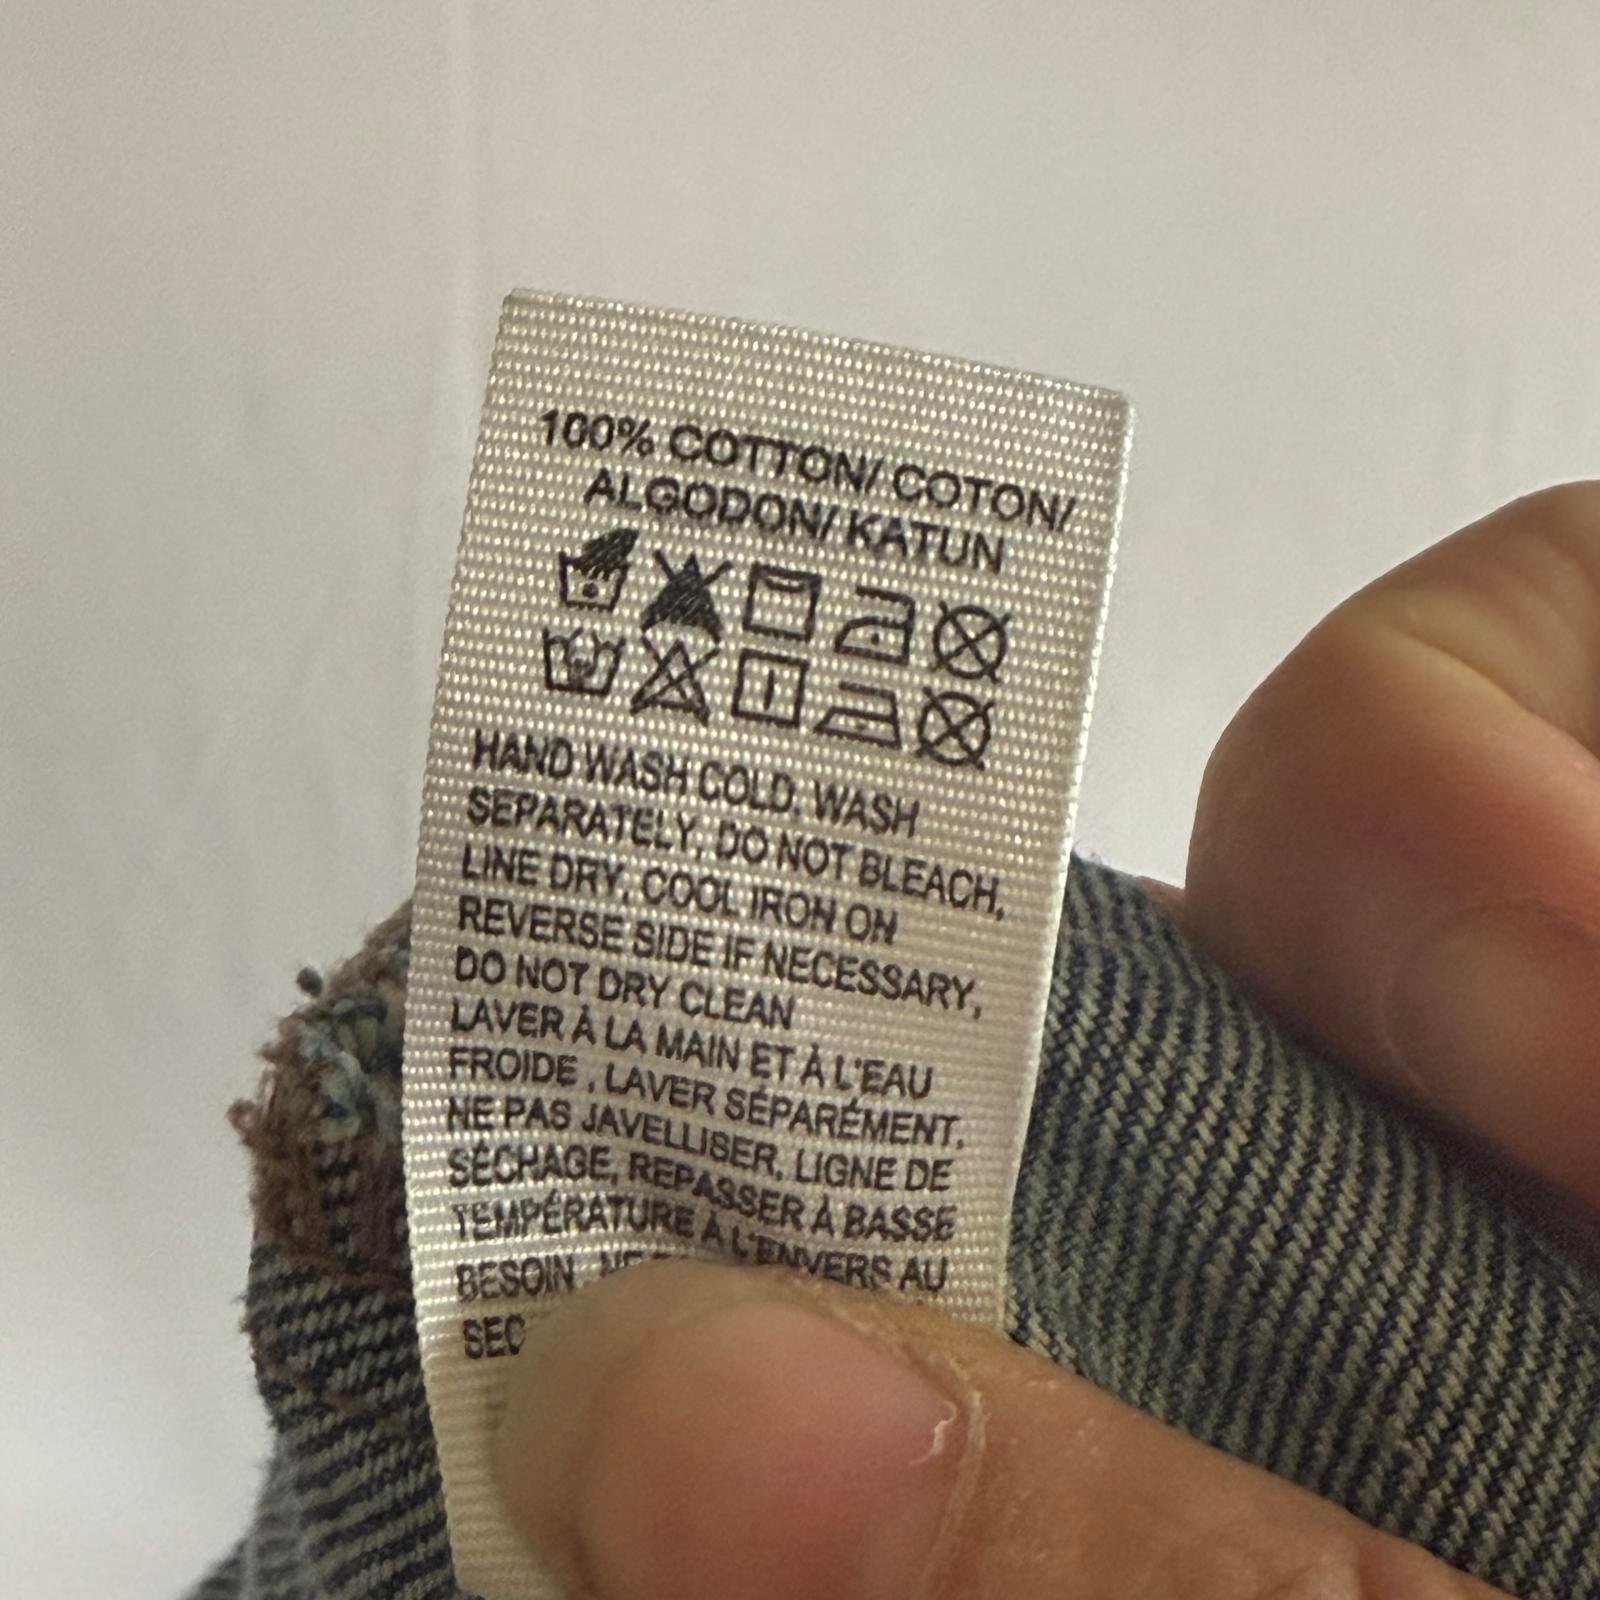 100% COTTON/ COTON/
ALGODON/ KATUN
HAND WASH COLD, WASH
SEPARATELY, DO NOT BLEACH,
LINE DRY, COOL IRON ON
REVERSE SIDE IF NECESSARY,
DO NOT DRY CLEAN
LAVER À LA MAIN ET À L'EAU
FROIDE , LAVER SÉPARÉMENT,
NE PAS JAVELLISER, LIGNE DE
SÉCHAGE, REPASSER À BASSE
TEMPÉRATURE À L'ENVERS AU
BESOIN ,